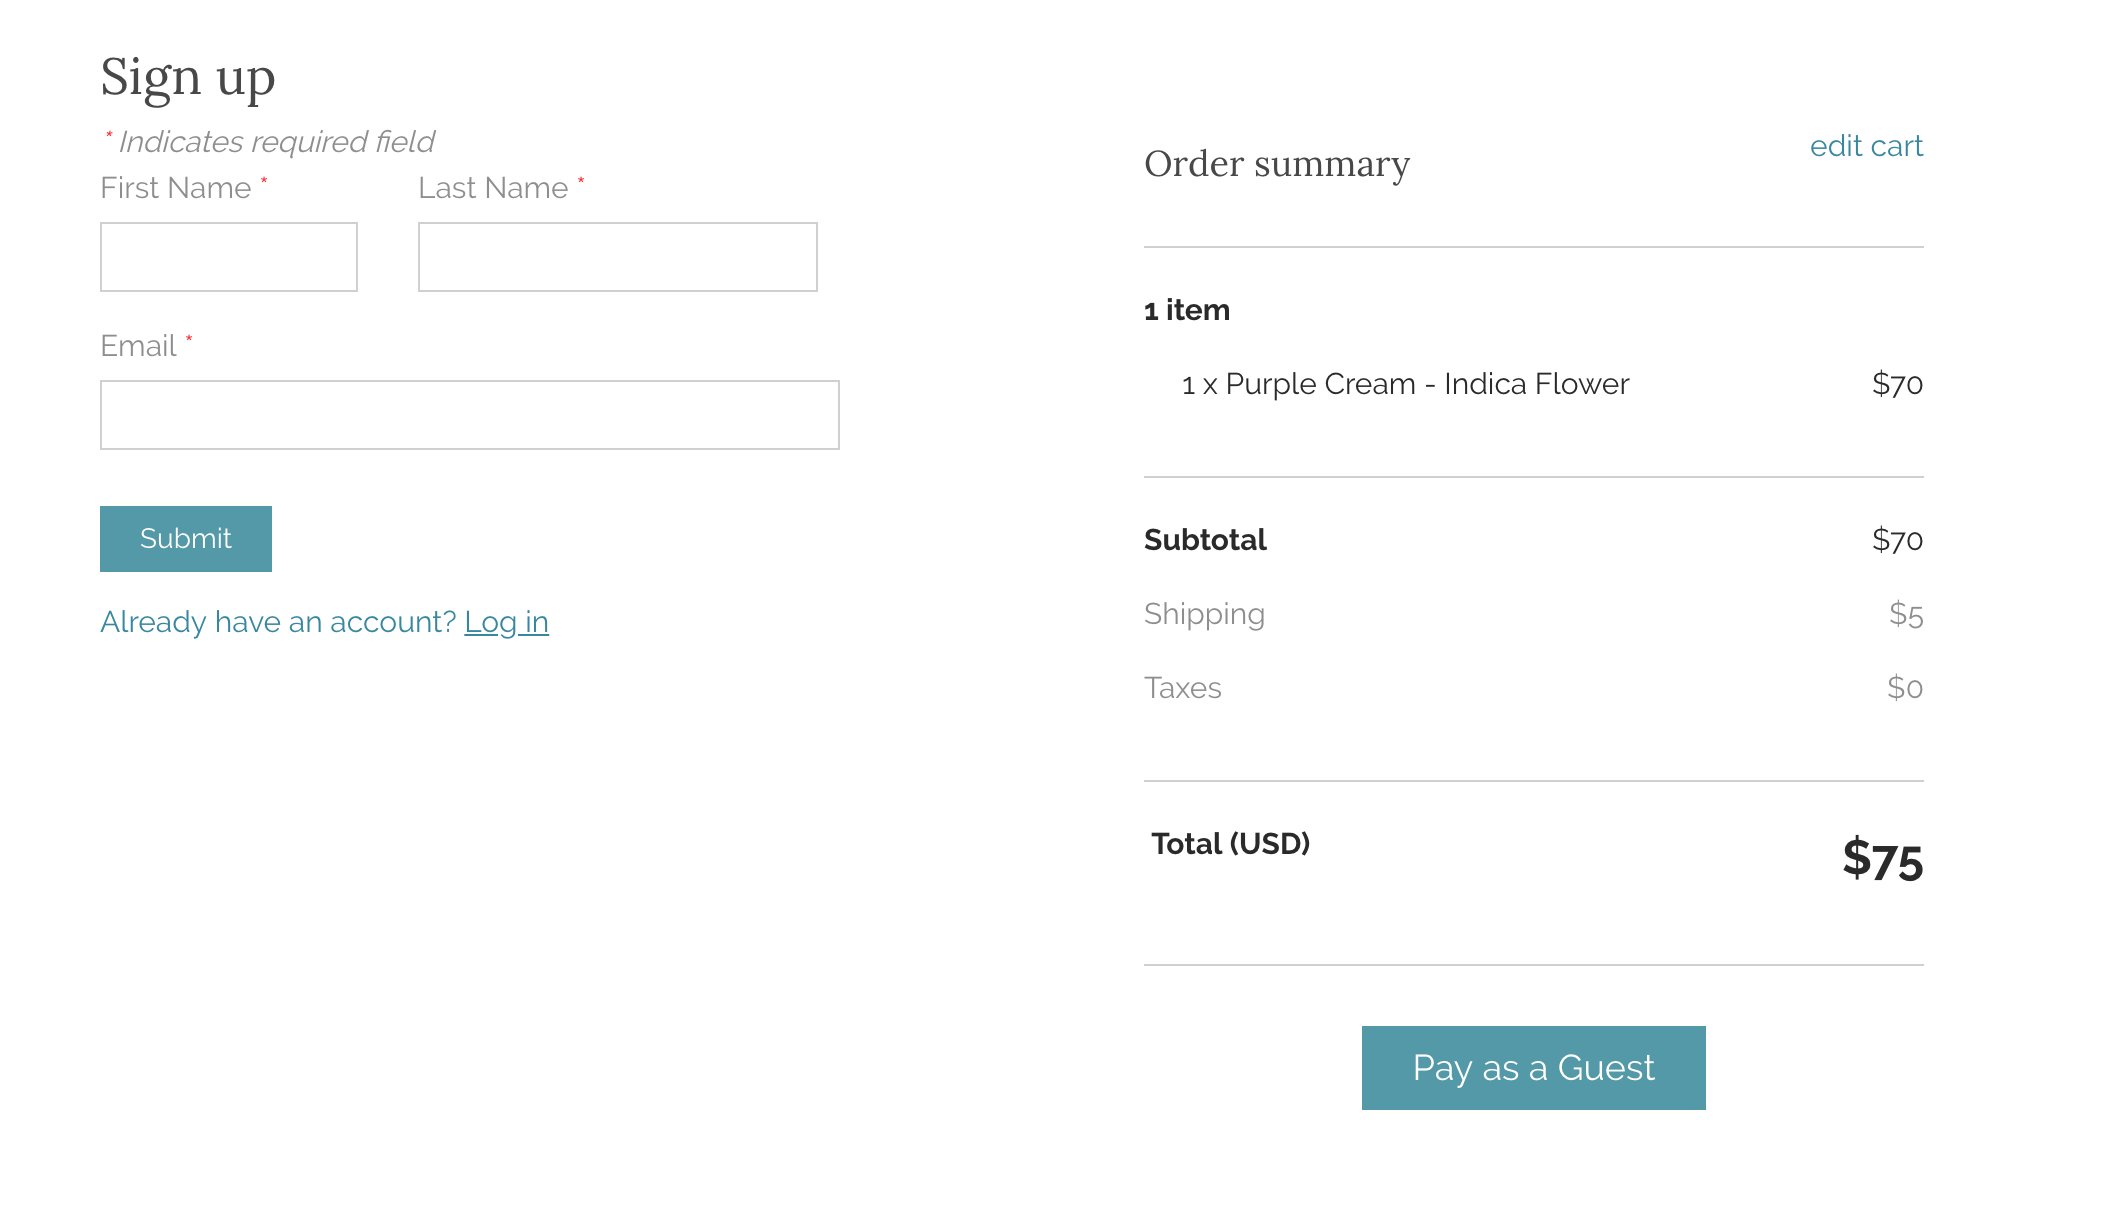 Sign up
* Indicates required field
First Name * Last Name *
Email *
Submit
Already have an account? Log in
Order summary edit cart
1 item
1 x Purple Cream - Indica Flower $70
Subtotal $70
Shipping $5
Taxes $0
Total (USD) $75
Pay as a Guest